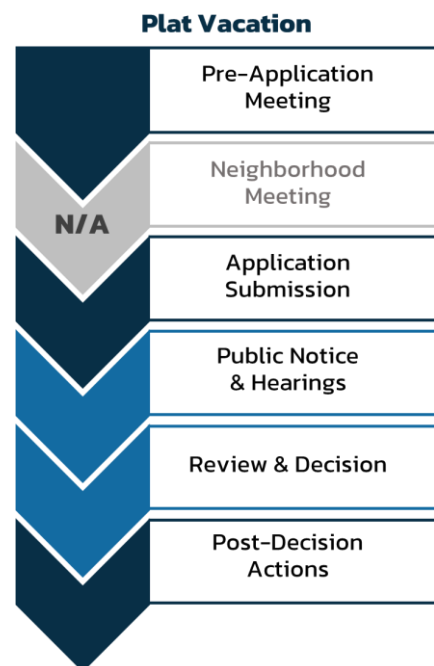 Plat Vacation
Pre-Application
Meeting
Neighborhood
Meeting
N/A
Application
Submission
Public Notice
& Hearings
Review & Decision
Post-Decision
Actions